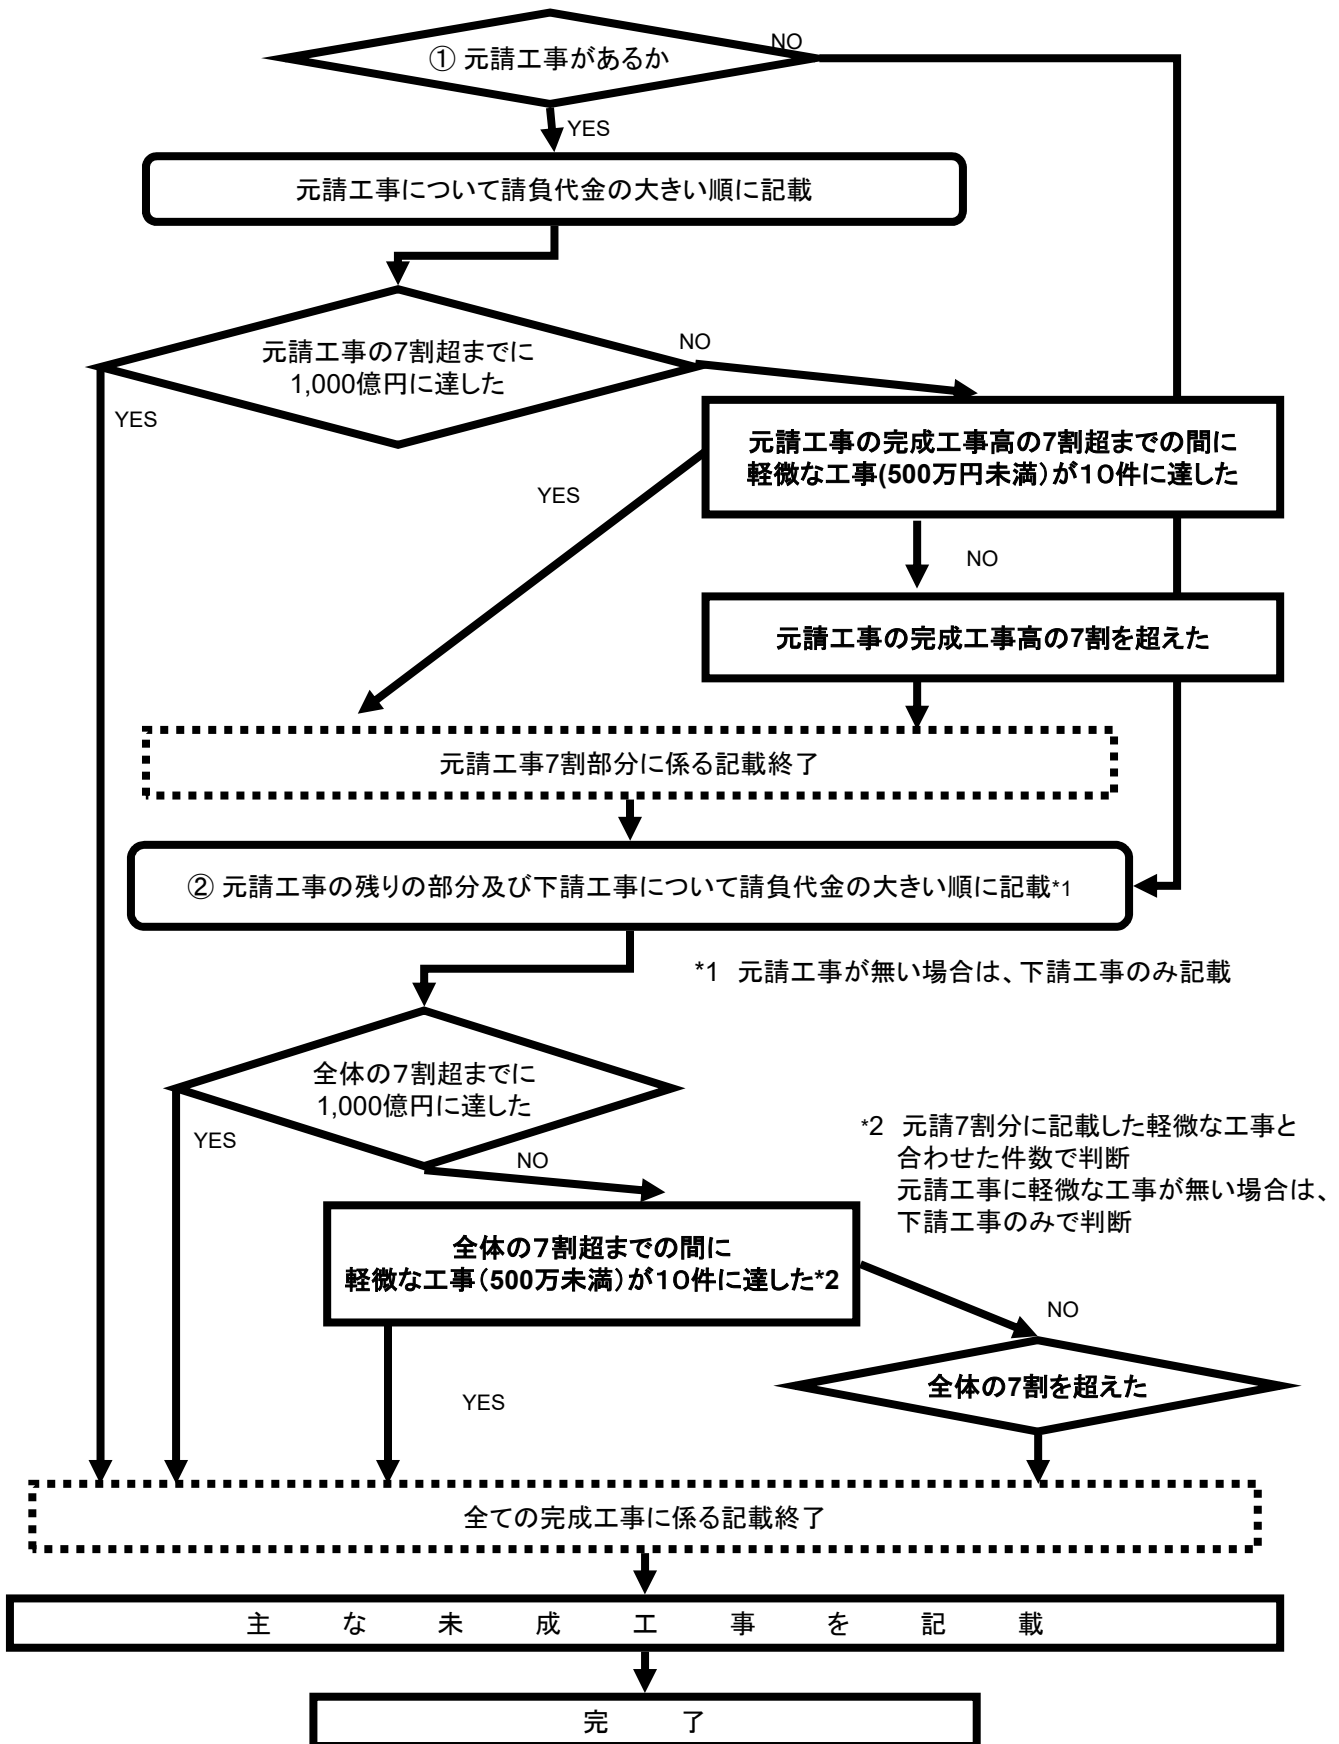 ① 元請工事があるか
NO
YES
元請工事について請負代金の大きい順に記載
元請工事の7割超までに
1,000億円に達した
NO
YES
元請工事の完成工事高の7割超までの間に
軽微な工事(500万円未満)が10件に達した
YES
NO
元請工事の完成工事高の7割を超えた
元請工事7割部分に係る記載終了
② 元請工事の残りの部分及び下請工事について請負代金の大きい順に記載*1
*1 元請工事が無い場合は、下請工事のみ記載
全体の7割超までに
1,000億円に達した
YES
NO
*2 元請7割分に記載した軽微な工事と
合わせた件数で判断
元請工事に軽微な工事が無い場合は、
下請工事のみで判断
全体の7割超までの間に
軽微な工事(500万未満)が10件に達した*2
NO
YES
全体の7割を超えた
全ての完成工事に係る記載終了
主な未成工事を記載
完了